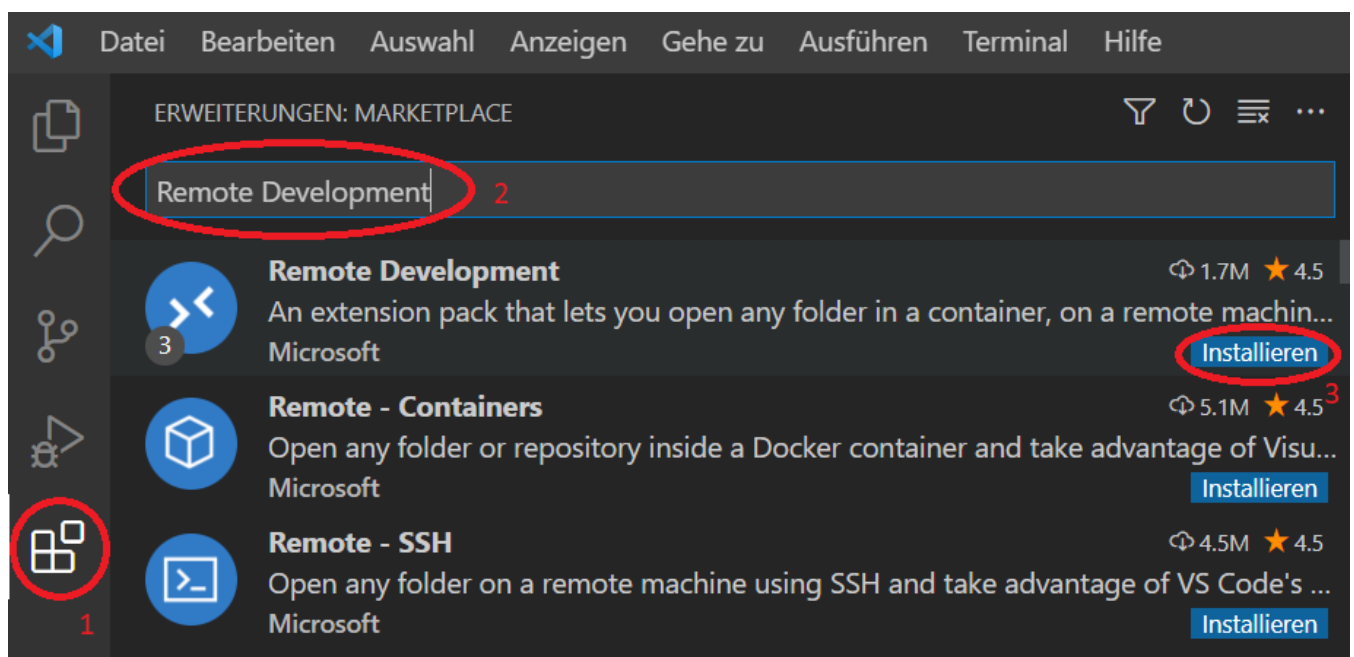 Datei Bearbeiten Auswahl Anzeigen Gehe zu Ausführen Terminal Hilfe
ERWEITERUNGEN: MARKETPLACE
Remote Development 2
Remote Development 1.7M 4.5
An extension pack that lets you open any folder in a container, on a remote machin...
3 Microsoft Installieren
3
Remote - Containers 5.1M 4.5
Open any folder or repository inside a Docker container and take advantage of Visu...
Microsoft Installieren
Remote - SSH 4.5M 4.5
Open any folder on a remote machine using SSH and take advantage of VS Code's ...
1 Microsoft Installieren